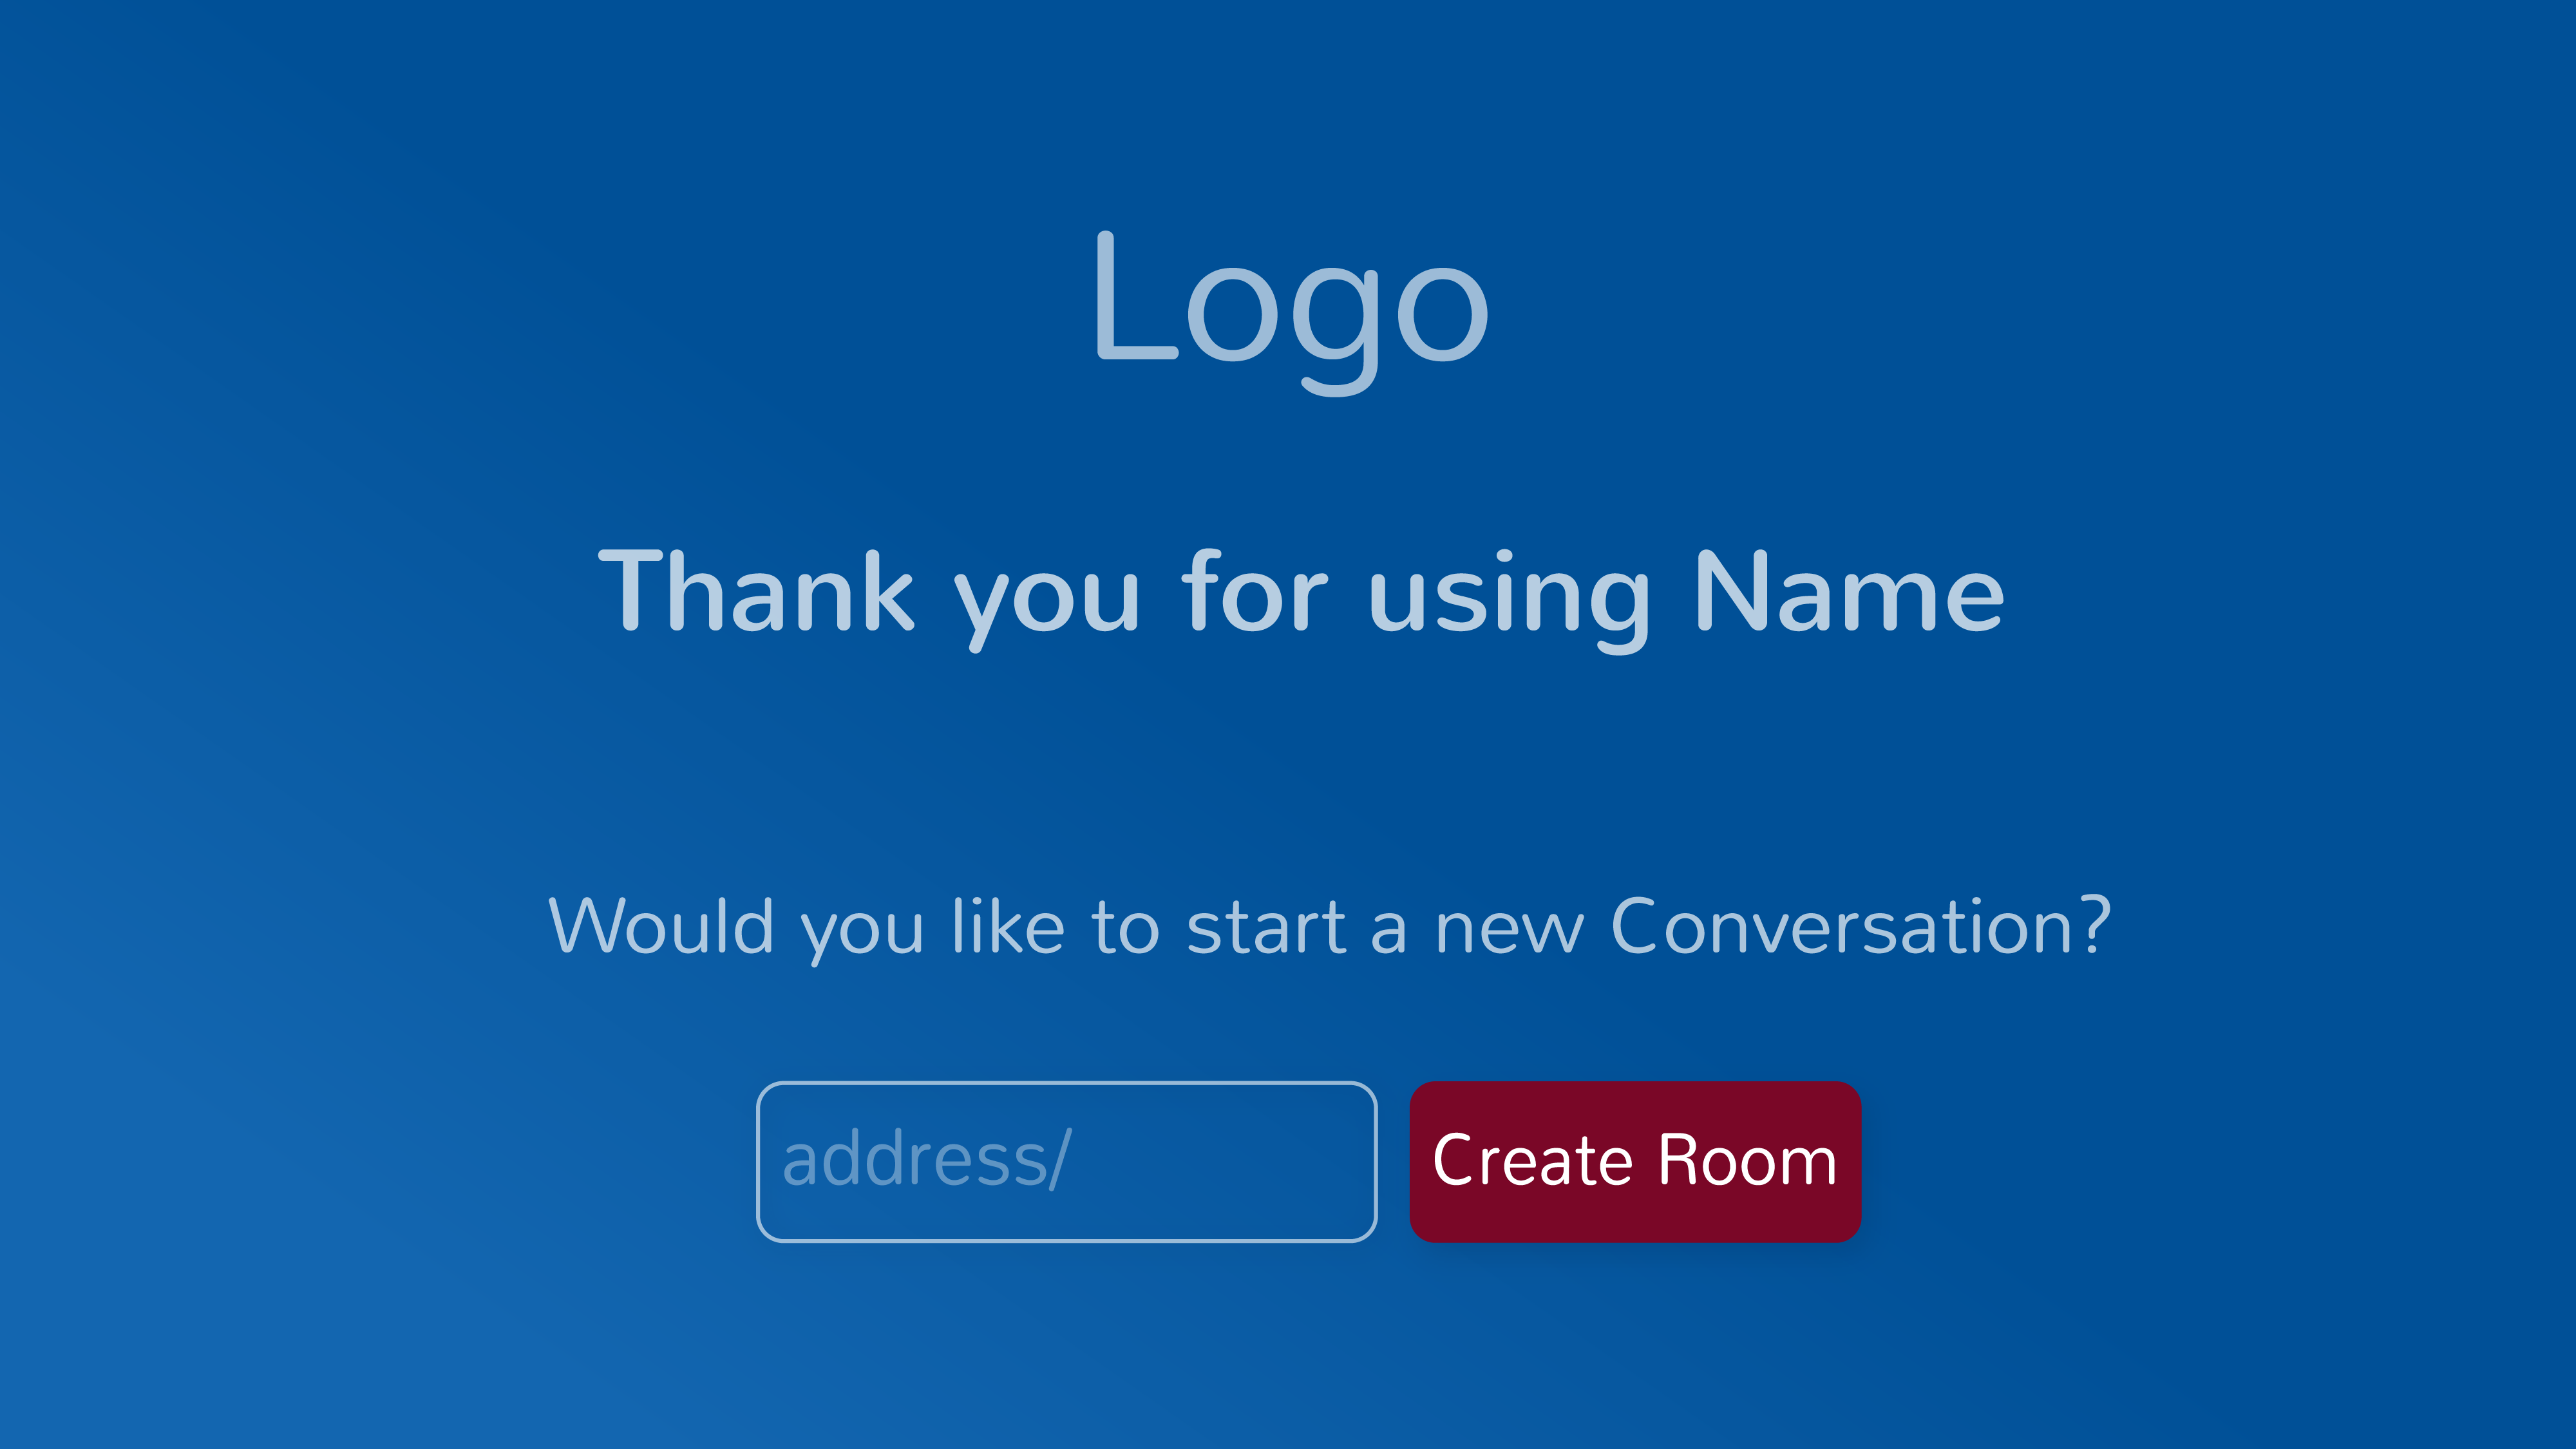 Logo
Thank you for using Name
Would you like to start a new Conversation?
address/
Create Room